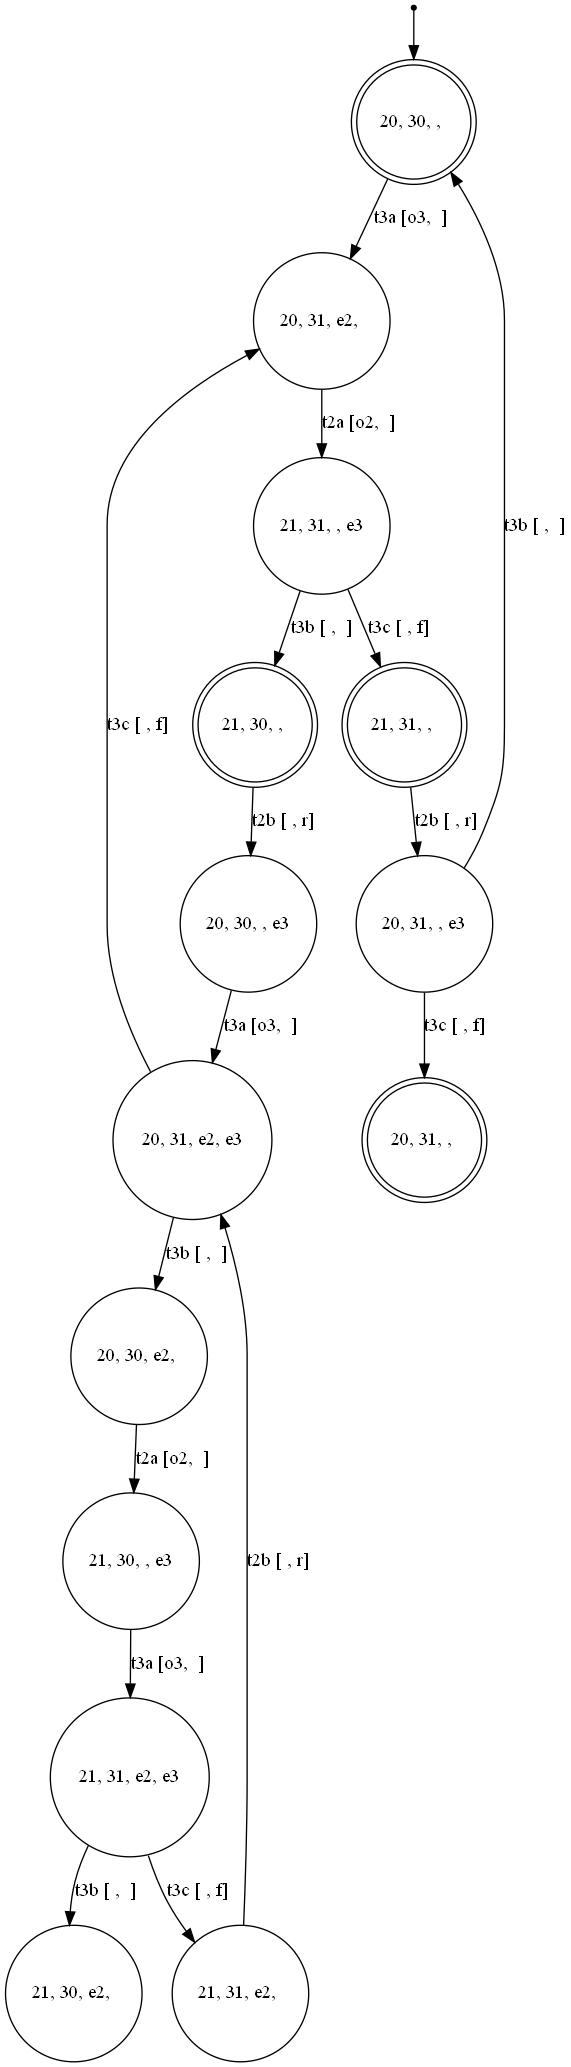 20, 30, ,
t3a [o3,  ]
20, 31, e2,
t2a [o2,  ]
21, 31, , e3
t3b [ ,  ]
t3b [ ,  ]
t3c [ , f]
t3c [ , f]
21, 30, ,
21, 31, ,
t2b [ , r]
t2b [ , r]
20, 30, , e3
20, 31, , e3
t3a [o3,  ]
t3c [ , f]
20, 31, e2, e3
20, 31, ,
t3b [ ,  ]
20, 30, e2,
t2a [o2,  ]
21, 30, , e3
t2b [ , r]
t3a [o3,  ]
21, 31, e2, e3
t3b [ ,  ]
t3c [ , f]
21, 30, e2,
21, 31, e2,